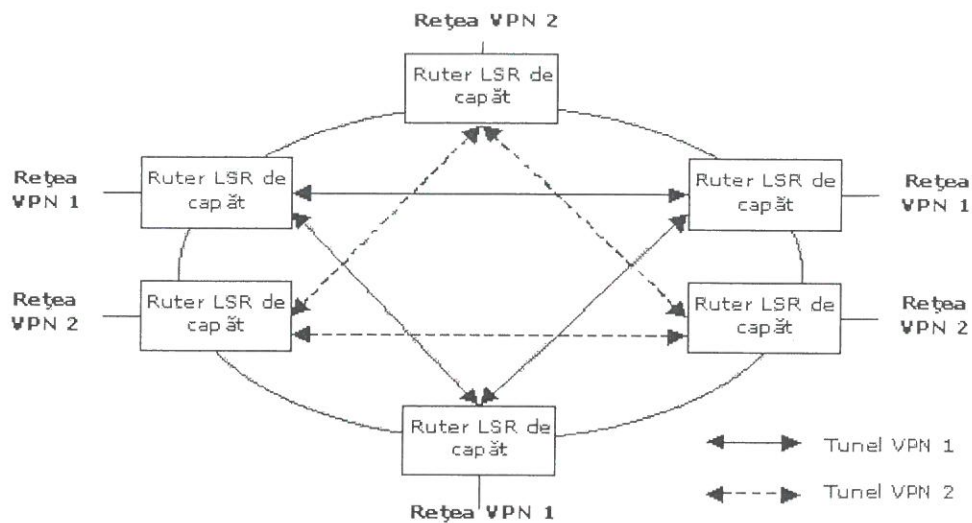 Reţea VPN 2
Ruter LSR de
capăt
Reţea
VPN 1
Ruter LSR de
capăt
Ruter LSR de
capăt
Reţea
VPN 1
Reţea
VPN 2
Ruter LSR de
capăt
Ruter LSR de
capăt
Reţea
VPN 2
Ruter LSR de
capăt
Reţea VPN 1
Tunel VPN 1
Tunel VPN 2